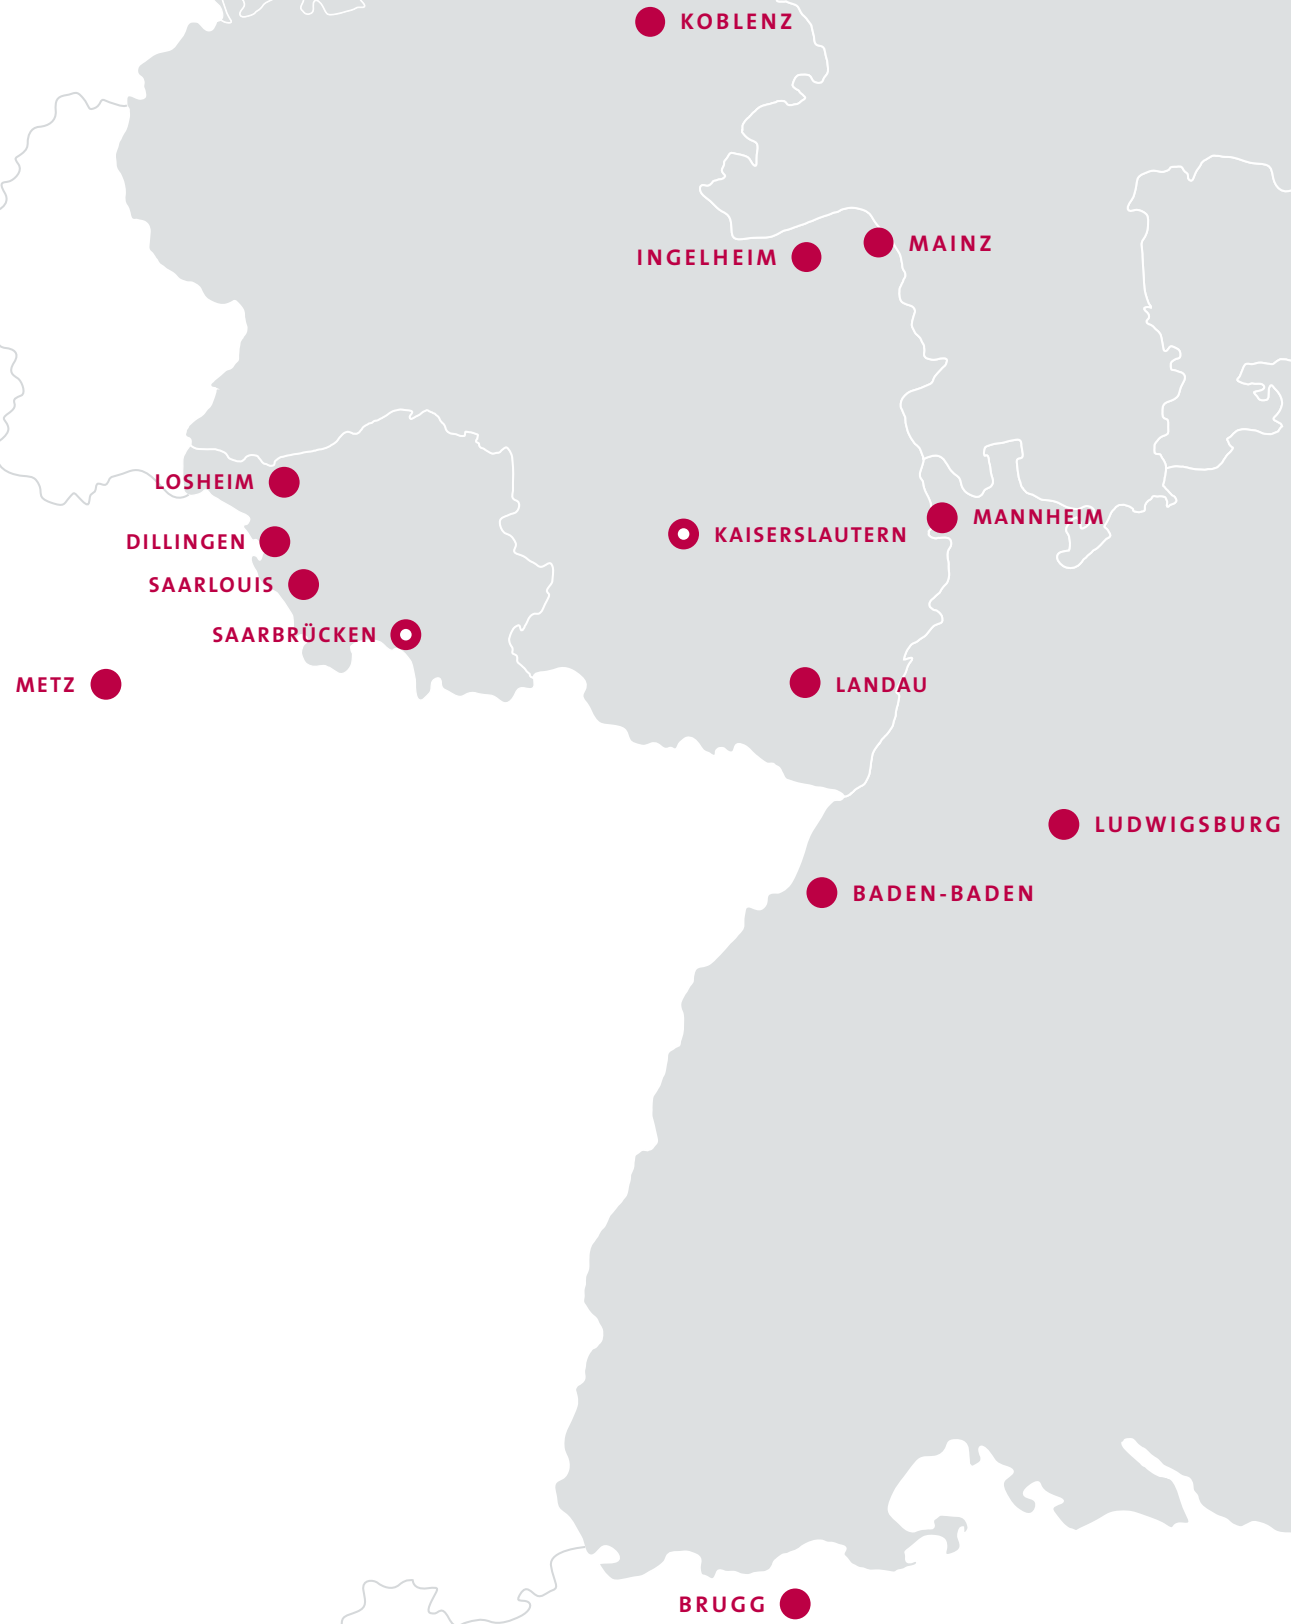 KOBLENZ
MAINZ
INGELHEIM
LOSHEIM
MANNHEIM
KAISERSLAUTERN
DILLINGEN
SAARLOUIS
SAARBRÜCKEN
METZ
LANDAU
LUDWIGSBURG
BADEN-BADEN
BRUGG